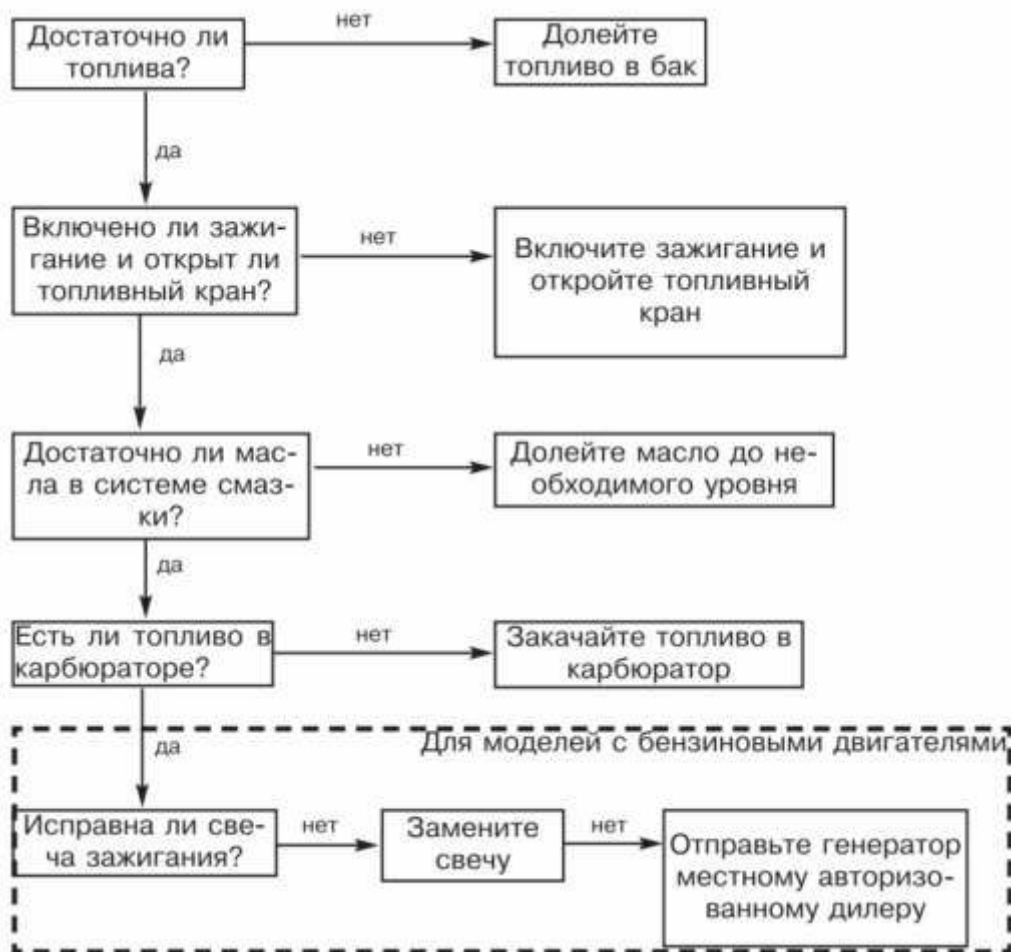 нет
Достаточно ли
топлива?
Долейте
топливо в бак
да
Включено ли зажи-
гание и открыт ли
топливный кран?
нет
Включите зажигание и
откройте топливный
кран
да
Достаточно ли мас-
ла в системе смаз-
ки?
нет
Долейте масло до не-
обходимого уровня
да
Есть ли топливо в
карбюраторе?
нет
Закачайте топливо в
карбюратор
да
Для моделей с бензиновыми двигателями
Исправна ли све-
ча зажигания?
нет
Замените
свечу
нет
Отправьте генератор
местному авторизо-
ванному дилеру